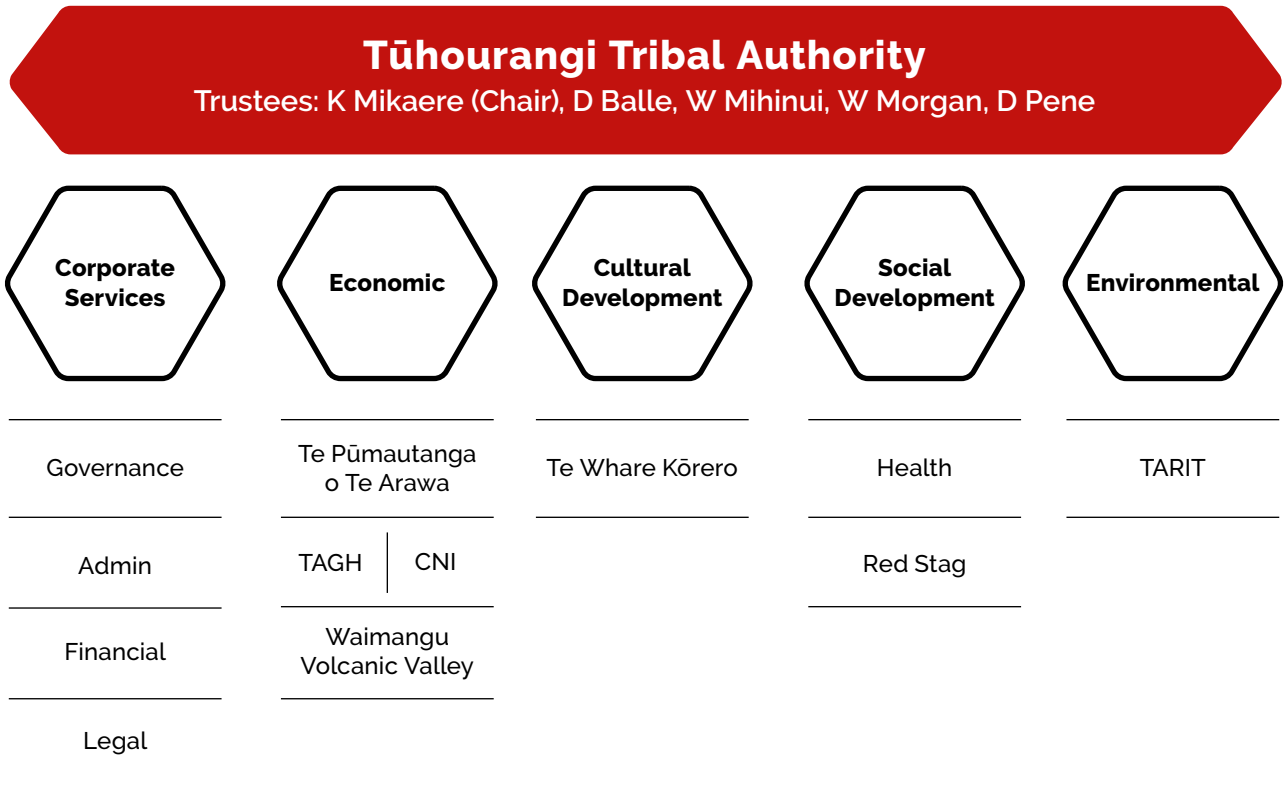 Tūhourangi Tribal Authority
Trustees: K Mikaere (Chair), D Balle, W Mihinui, W Morgan, D Pene
Corporate
Services
Economic
Cultural
Development
Social
Development
Environmental
Governance
Te Pūmautanga
o Te Arawa
Te Whare Kōrero
Health
TARIT
Admin
TAGH
CNI
Red Stag
Financial
Waimangu
Volcanic Valley
Legal